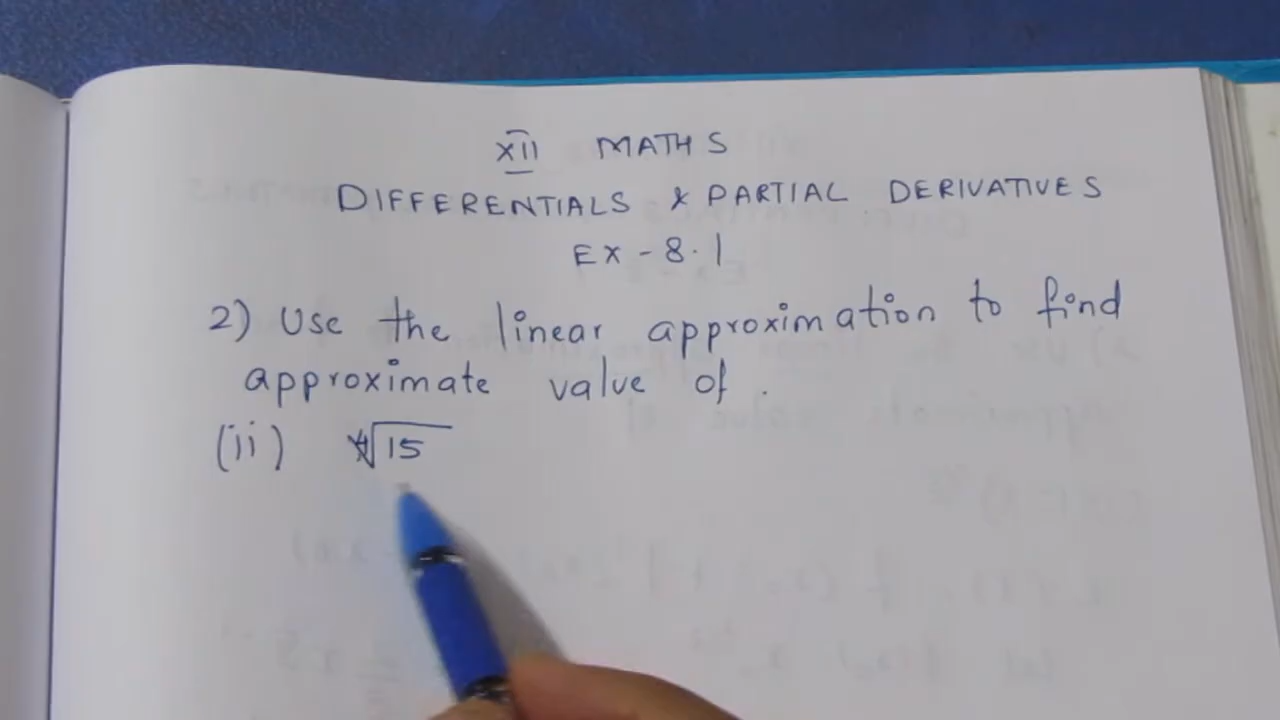 XII MATHS
DIFFERENTIALS & PARTIAL DERIVATIVES
EX - 8.1
2) Use the linear approximation to find
approximate value of .
(ii) ∜15